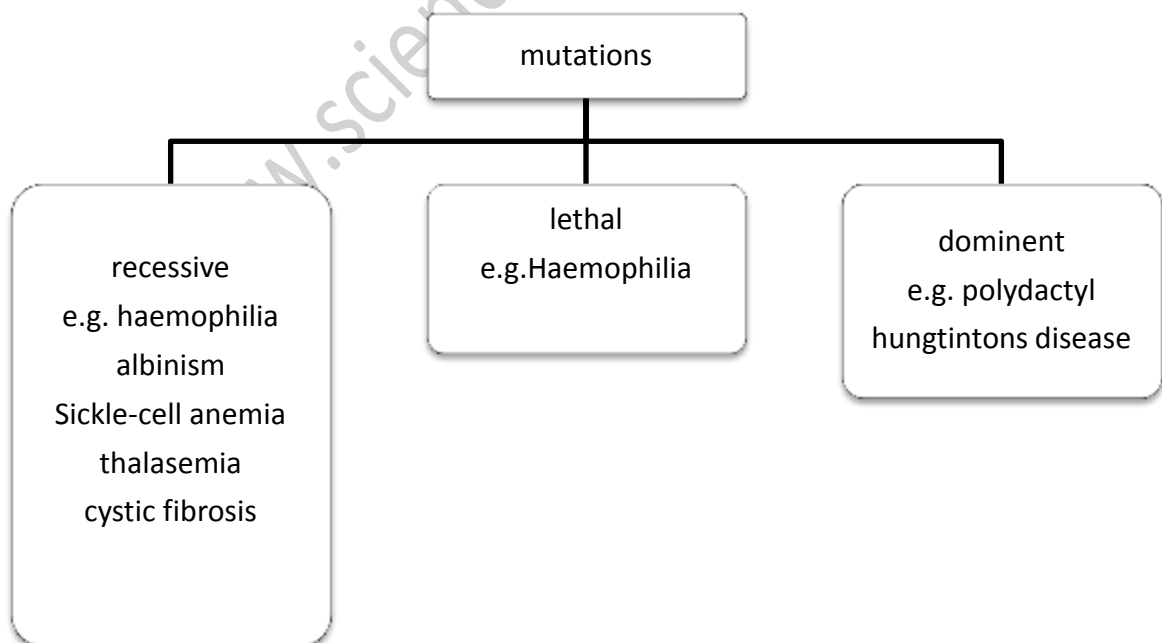 mutations
recessive
e.g. haemophilia
albinism
Sickle-cell anemia
thalasemia
cystic fibrosis
lethal
e.g.Haemophilia
dominent
e.g. polydactyl
hungtintons disease